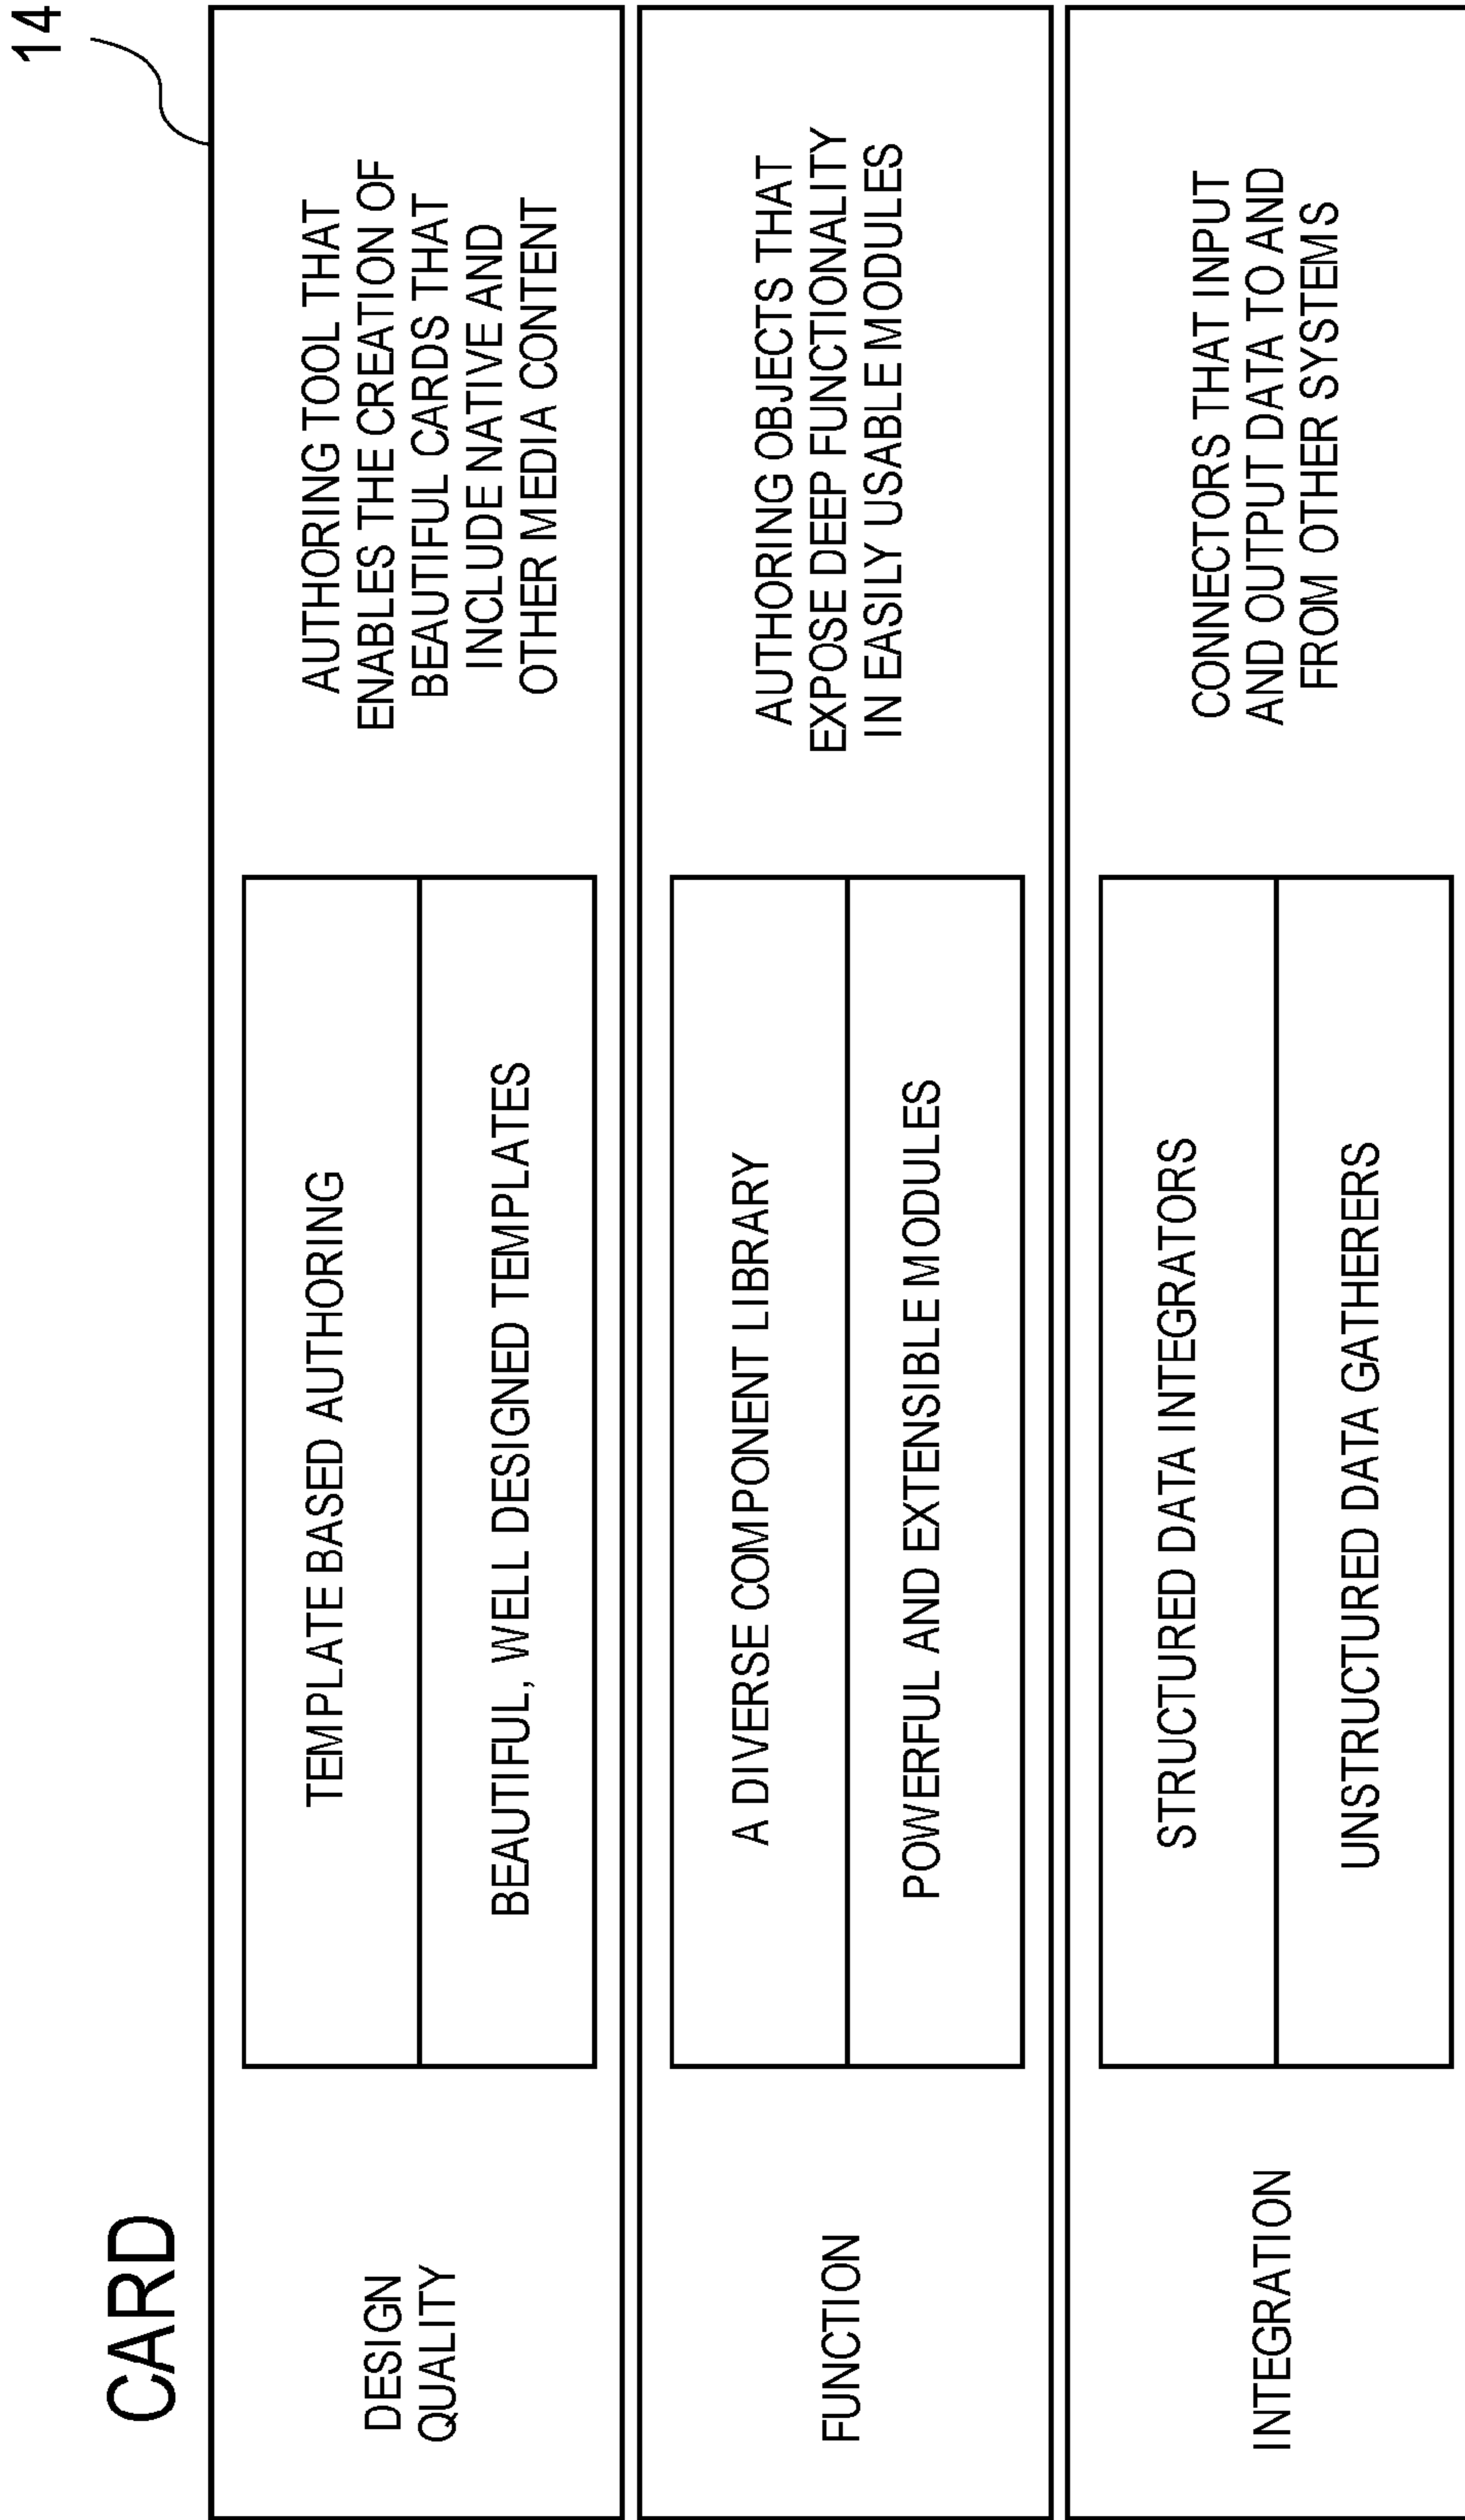 CARD
14
DESIGN
QUALITY
TEMPLATE BASED AUTHORING
BEAUTIFUL, WELL DESIGNED TEMPLATES
AUTHORING TOOL THAT
ENABLES THE CREATION OF
BEAUTIFUL CARDS THAT
INCLUDE NATIVE AND
OTHER MEDIA CONTENT
FUNCTION
A DIVERSE COMPONENT LIBRARY
POWERFUL AND EXTENSIBLE MODULES
AUTHORING OBJECTS THAT
EXPOSE DEEP FUNCTIONALITY
IN EASILY USABLE MODULES
INTEGRATION
STRUCTURED DATA INTEGRATORS
UNSTRUCTURED DATA GATHERERS
CONNECTORS THAT INPUT
AND OUTPUT DATA TO AND
FROM OTHER SYSTEMS